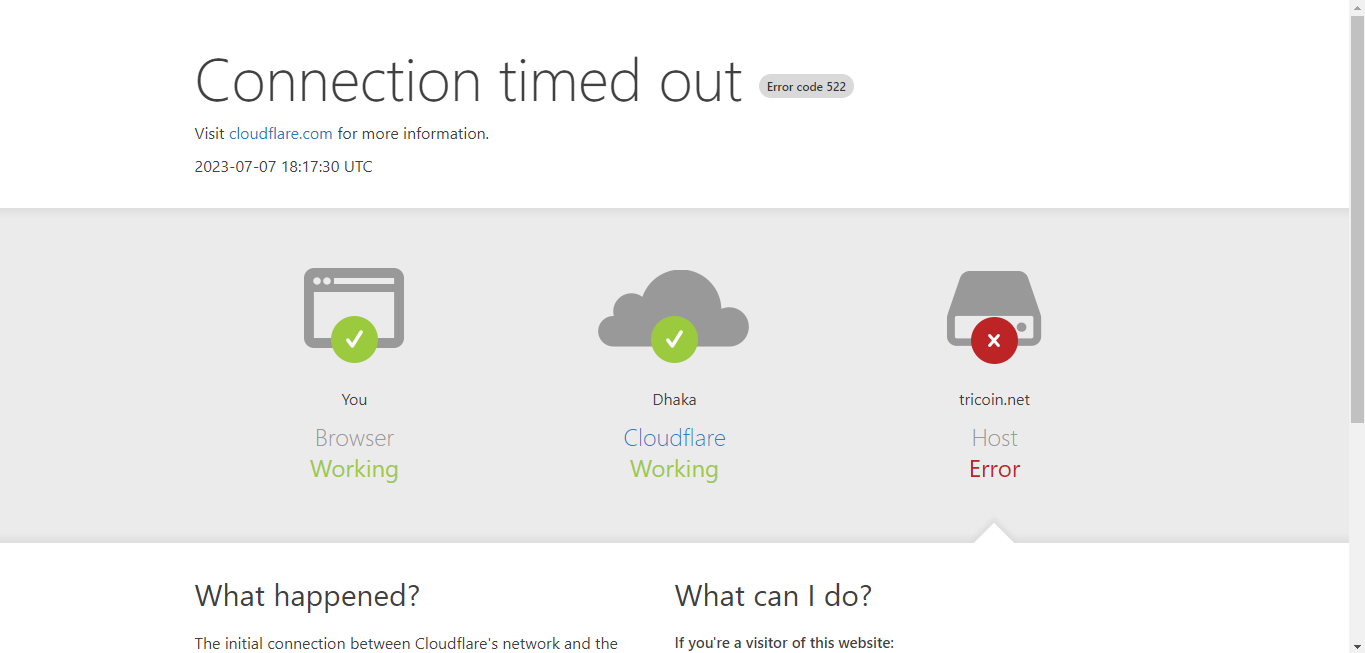 Connection timed out Error code 522
Visit cloudflare.com for more information.
2023-07-07 18:17:30 UTC
You
Browser
Working
Dhaka
Cloudflare
Working
tricoin.net
Host
Error
What happened?
The initial connection between Cloudflare's network and the
What can I do?
If you're a visitor of this website: